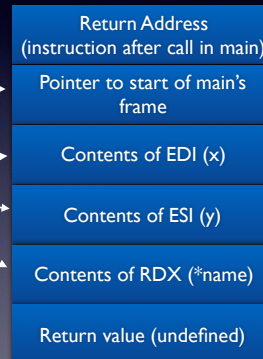 Return Address
(instruction after call in main)
Pointer to start of main's
frame
Contents of EDI (x)
Contents of ESI (y)
Contents of RDX (*name)
Return value (undefined)